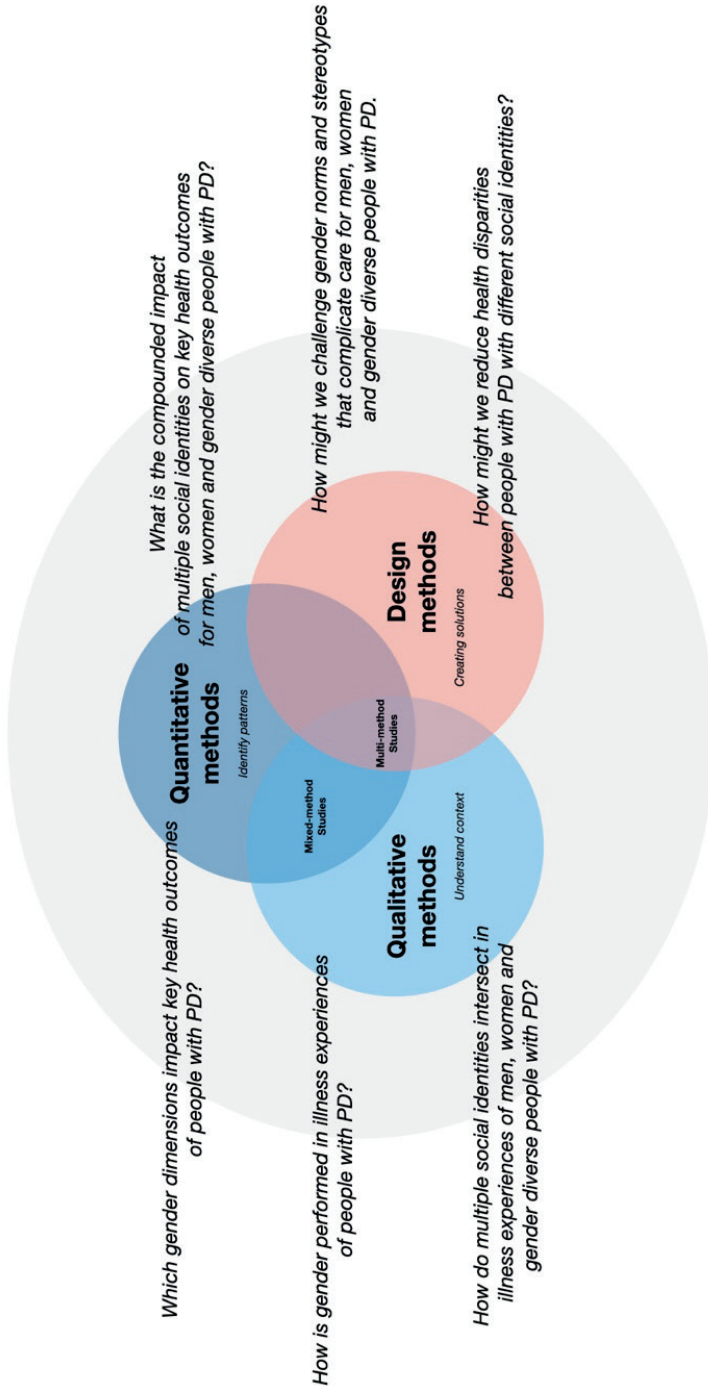 Which gender dimensions impact key health outcomes
of people with PD?
What is the compounded impact
of multiple social identities on key health outcomes
for men, women and gender diverse people with PD?
Quantitative
methods
Identify patterns
Mixed-method
Studies
How is gender performed in illness experiences
of people with PD?
How might we challenge gender norms and stereotypes
that complicate care for men, women
and gender diverse people with PD.
Multi-method
Studies
Qualitative
methods
Understand context
Design
methods
Creating solutions
How do multiple social identities intersect in
illness experiences of men, women and
gender diverse people with PD?
How might we reduce health disparities
between people with PD with different social identities?